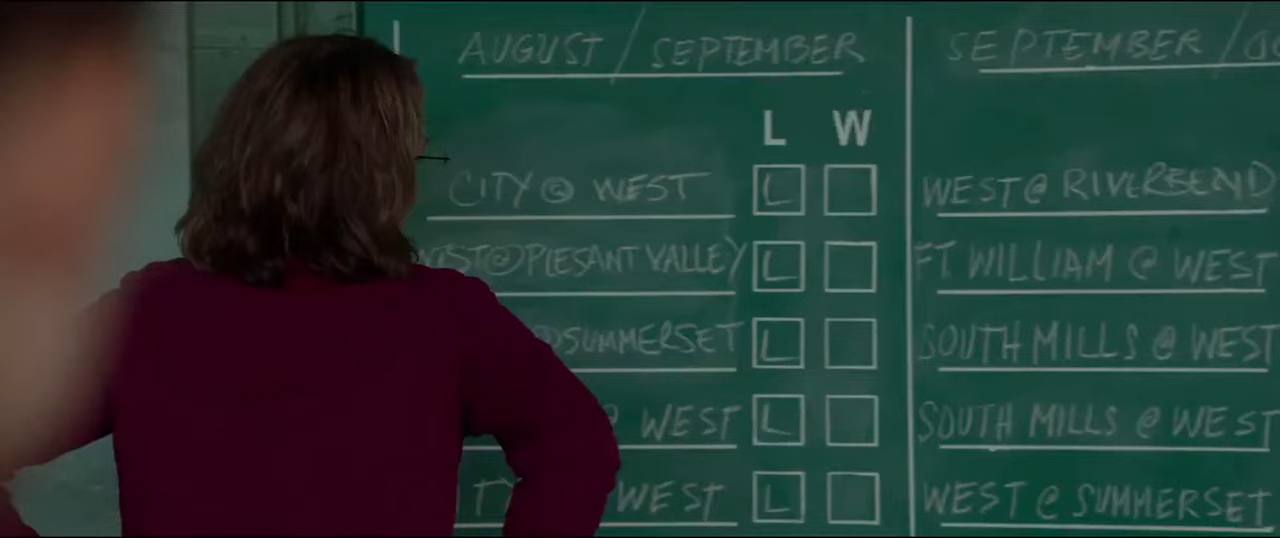 AUGUST / SEPTEMBER
L W
CITY @ WEST L
@ PLESANT VALLEY L
@ SUMMERSET L
@ WEST L
WEST L
SEPTEMBER /
WEST @ RIVERBEND
FT WILLIAM @ WEST
SOUTH MILLS @ WEST
SOUTH MILLS @ WEST
WEST @ SUMMERSET